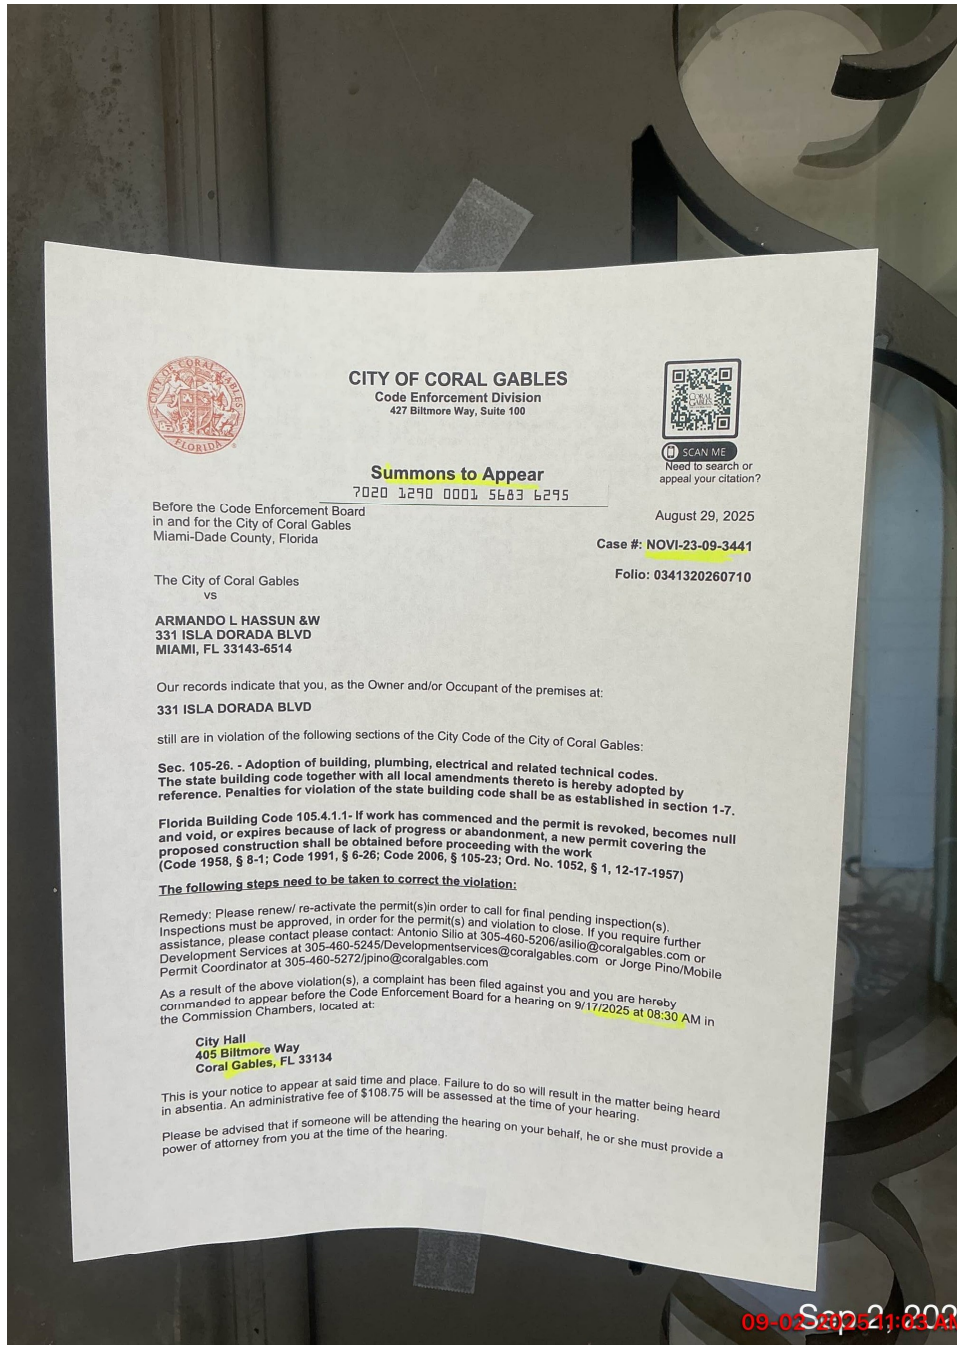 CITY OF CORAL GABLES
FLORIDA
CITY OF CORAL GABLES
Code Enforcement Division
427 Biltmore Way, Suite 100
CORAL GABLES
SCAN ME
Need to search or
appeal your citation?
Summons to Appear
7020 1290 0001 5683 6295
Before the Code Enforcement Board
in and for the City of Coral Gables
Miami-Dade County, Florida
August 29, 2025
Case #: NOVI-23-09-3441
Folio: 0341320260710
The City of Coral Gables
vs
ARMANDO L HASSUN &W
331 ISLA DORADA BLVD
MIAMI, FL 33143-6514
Our records indicate that you, as the Owner and/or Occupant of the premises at:
331 ISLA DORADA BLVD
still are in violation of the following sections of the City Code of the City of Coral Gables:
Sec. 105-26. - Adoption of building, plumbing, electrical and related technical codes.
The state building code together with all local amendments thereto is hereby adopted by
reference. Penalties for violation of the state building code shall be as established in section 1-7.
Florida Building Code 105.4.1.1- If work has commenced and the permit is revoked, becomes null
and void, or expires because of lack of progress or abandonment, a new permit covering the
proposed construction shall be obtained before proceeding with the work
(Code 1958, § 8-1; Code 1991, § 6-26; Code 2006, § 105-23; Ord. No. 1052, § 1, 12-17-1957)
The following steps need to be taken to correct the violation:
Remedy: Please renew/ re-activate the permit(s)in order to call for final pending inspection(s).
Inspections must be approved, in order for the permit(s) and violation to close. If you require further
assistance, please contact please contact: Antonio Silio at 305-460-5206/asilio@coralgables.com or
Development Services at 305-460-5245/Developmentservices@coralgables.com or Jorge Pino/Mobile
Permit Coordinator at 305-460-5272/jpino@coralgables.com
As a result of the above violation(s), a complaint has been filed against you and you are hereby
commanded to appear before the Code Enforcement Board for a hearing on 9/17/2025 at 08:30 AM in
the Commission Chambers, located at:
City Hall
405 Biltmore Way
Coral Gables, FL 33134
This is your notice to appear at said time and place. Failure to do so will result in the matter being heard
in absentia. An administrative fee of $108.75 will be assessed at the time of your hearing.
Please be advised that if someone will be attending the hearing on your behalf, he or she must provide a
power of attorney from you at the time of the hearing.
Sep 2, 202
09-02-2025 11:03 AM